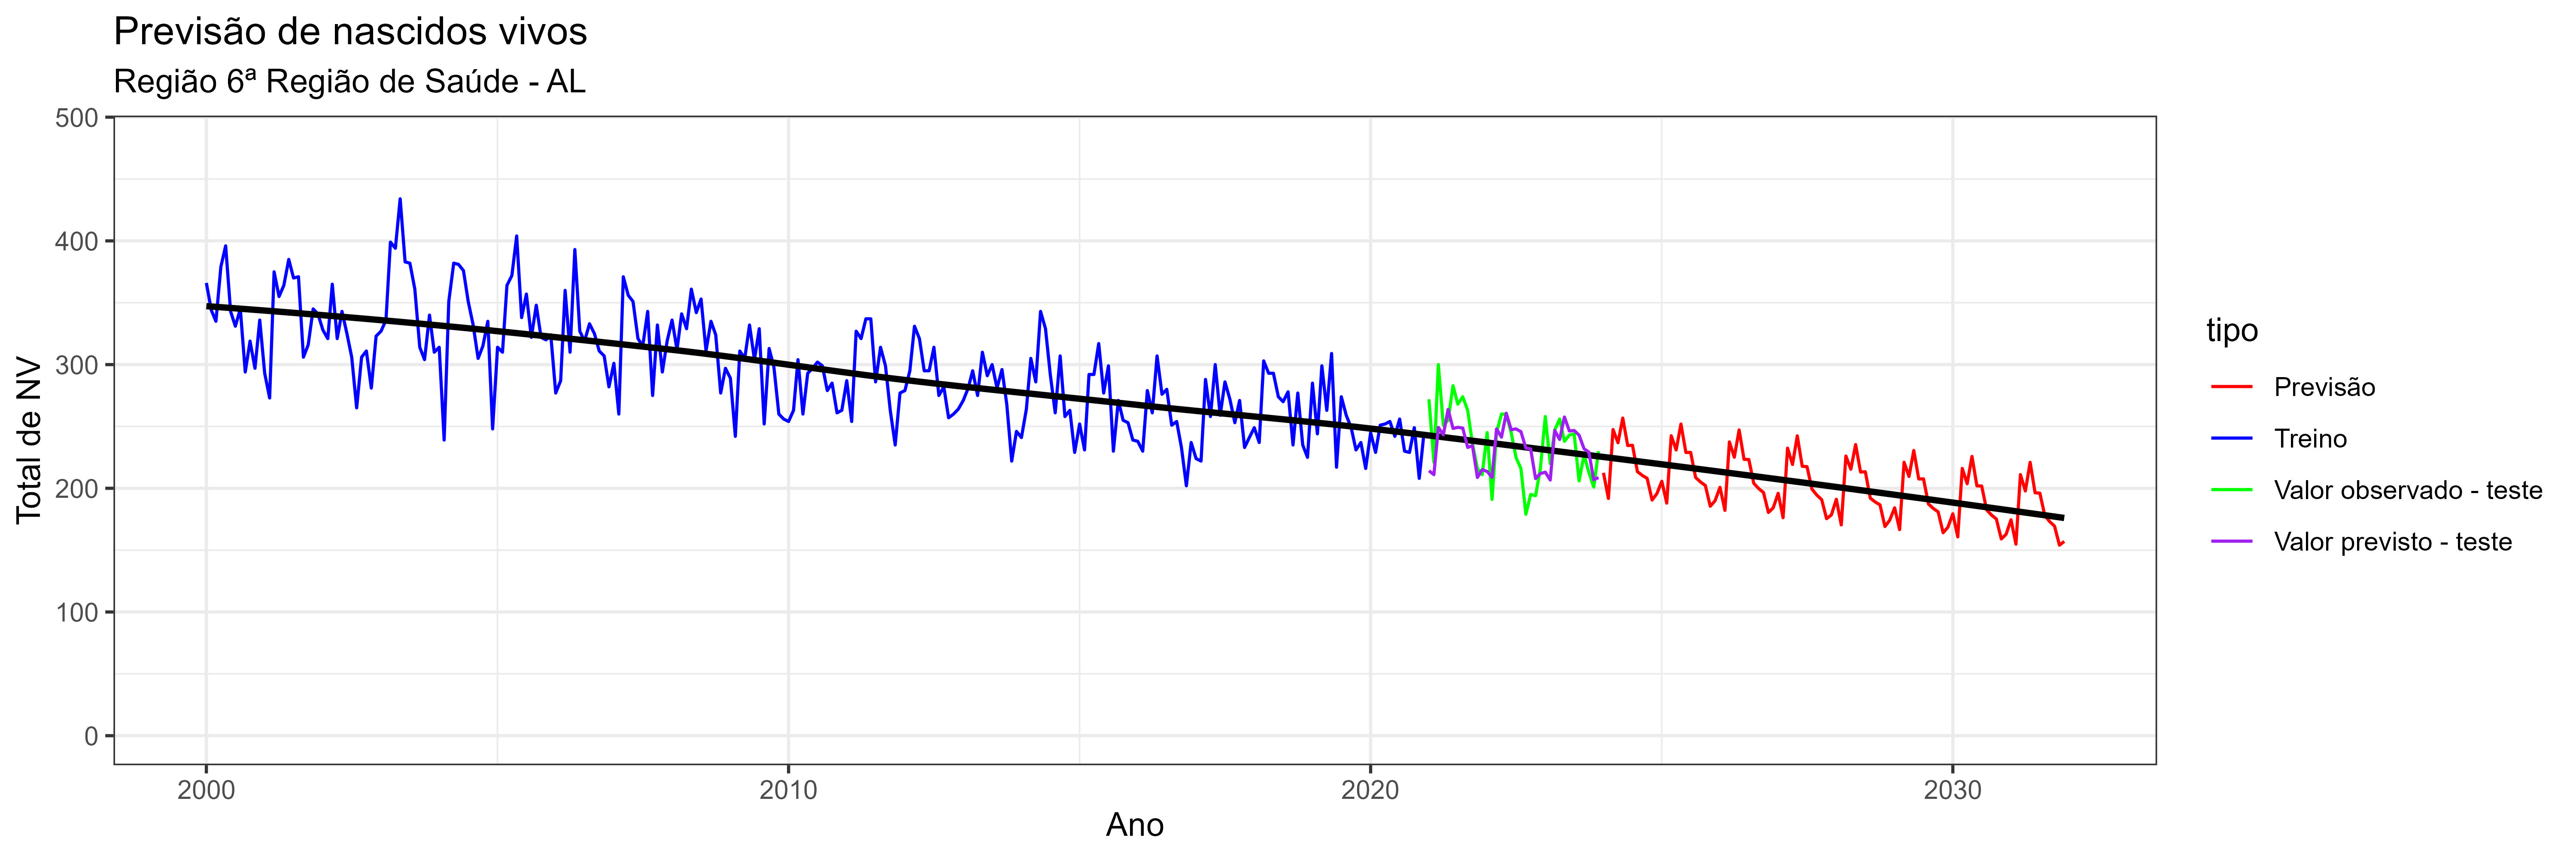 Previsão de nascidos vivos
Região 6ª Região de Saúde - AL
500
400
300
200
100
0
Total de NV
2000
2010
2020
2030
Ano
tipo
Previsão
Treino
Valor observado - teste
Valor previsto - teste